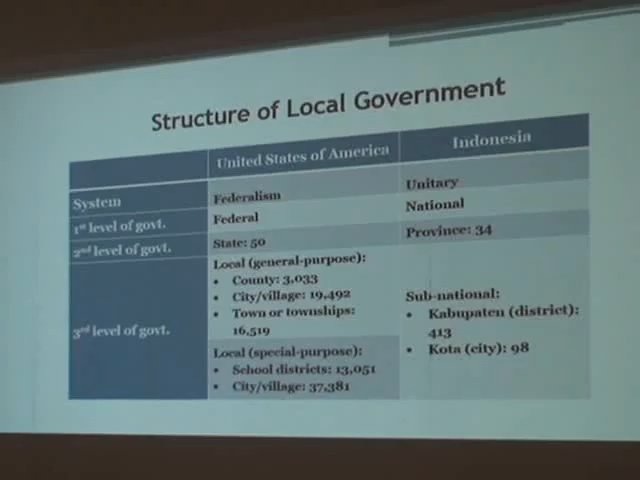 Structure of Local Government
United States of America
Indonesia
System
Federalism
Unitary
1st level of govt.
Federal
National
2nd level of govt.
State: 50
Province: 34
3rd level of govt.
Local (general-purpose):
• County: 3,033
• City/village: 19,492
• Town or townships:
16,519
Local (special-purpose):
• School districts: 13,051
• City/village: 37,381
Sub-national:
• Kabupaten (district):
413
• Kota (city): 98